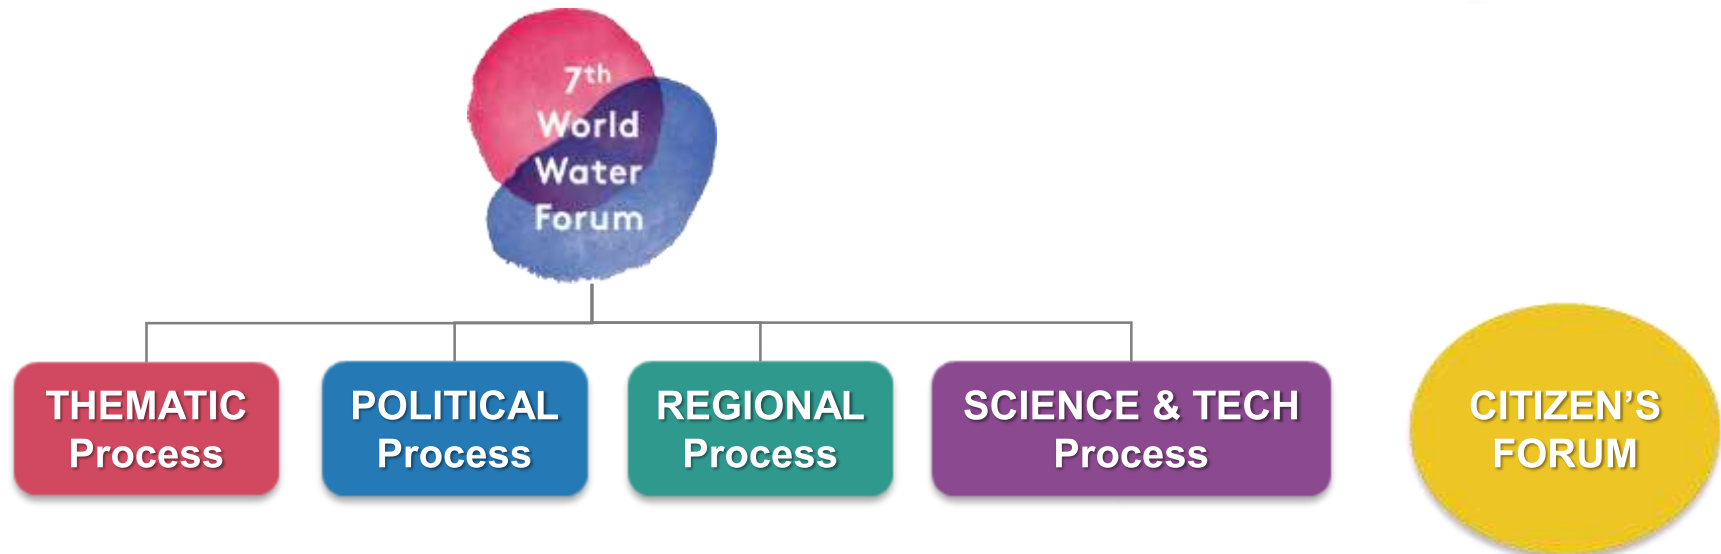 7th
World
Water
Forum
THEMATIC
Process
POLITICAL
Process
REGIONAL
Process
SCIENCE & TECH
Process
CITIZEN’S
FORUM